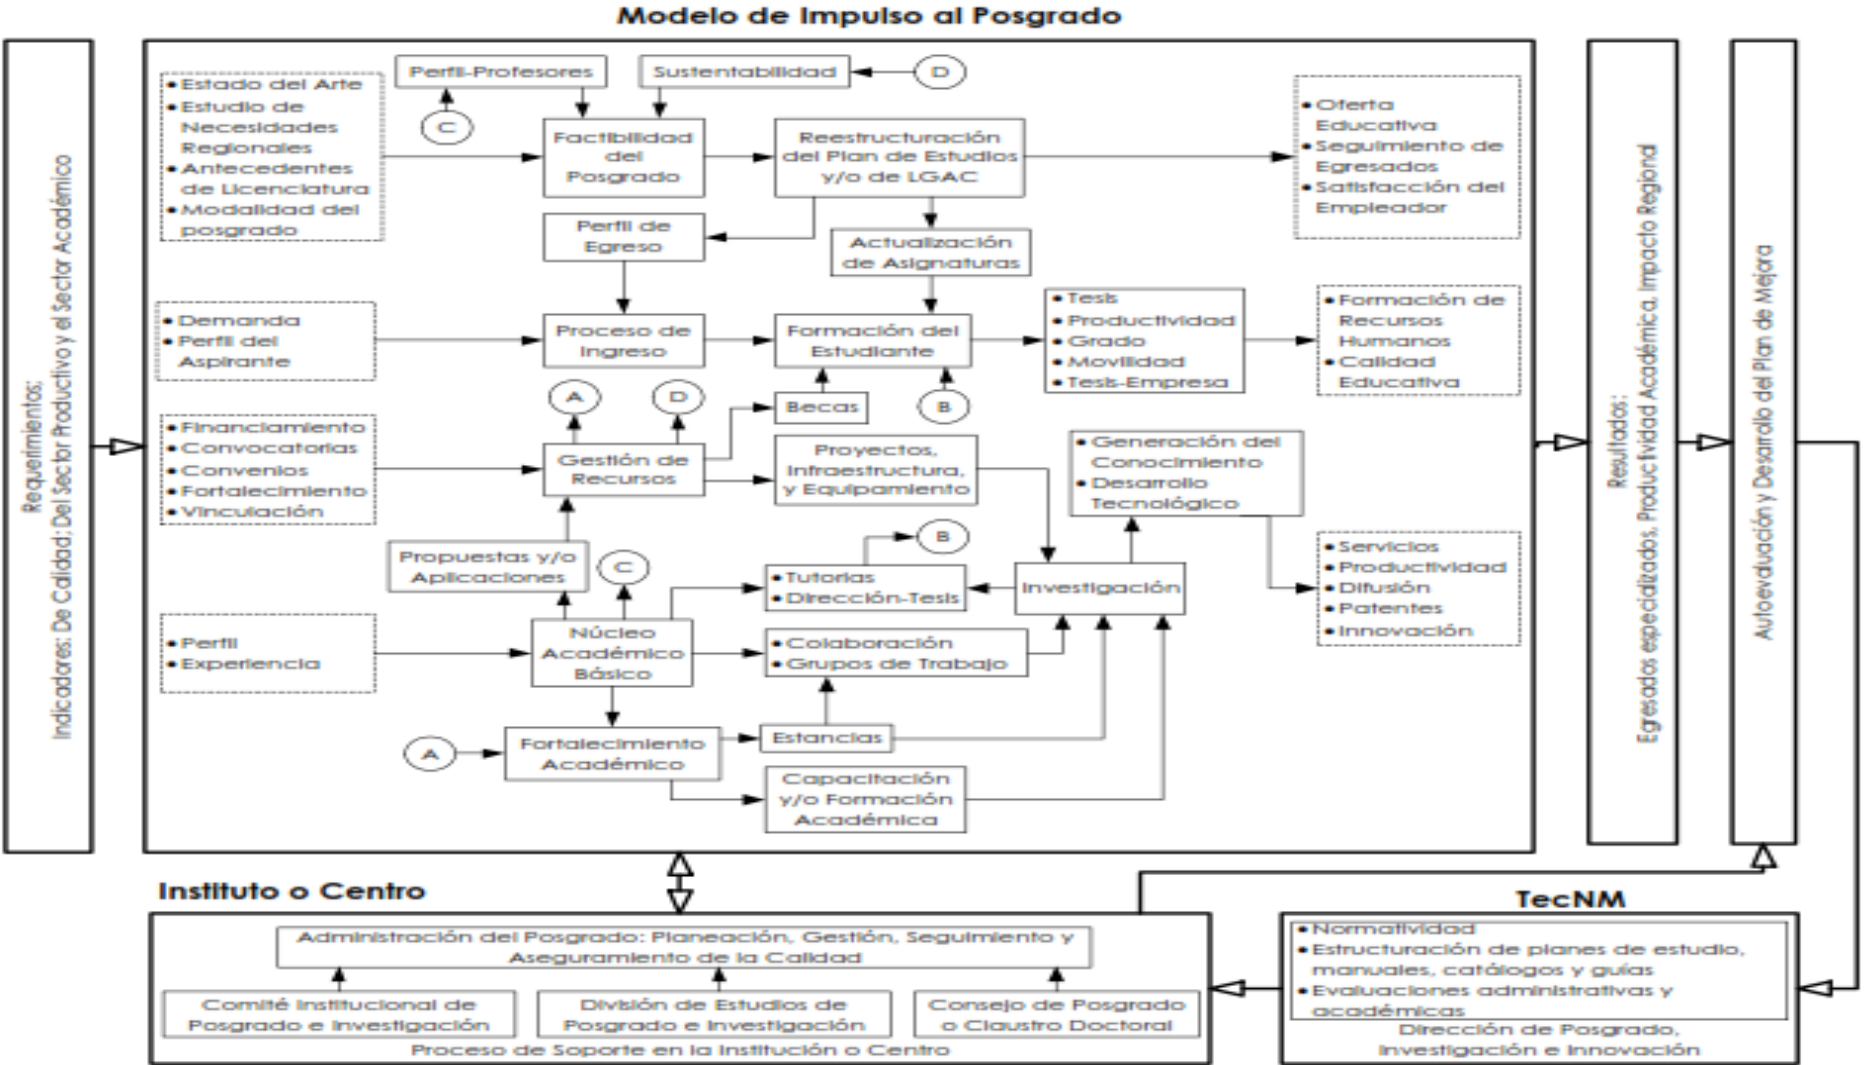 Modelo de Impulso al Posgrado
Requerimientos:
Indicadores: De Calidad; Del Sector Productivo y el Sector Académico
• Estado del Arte
• Estudio de
Necesidades
Regionales
• Antecedentes
de Licenciatura
• Modalidad del
posgrado
Perfil-Profesores
C
Sustentabilidad
D
Factibilidad
del
Posgrado
Reestructuración
del Plan de Estudios
y/o de LGAC
• Oferta
Educativa
• Seguimiento de
Egresados
• Satisfacción del
Empleador
Perfil de
Egreso
Actualización
de Asignaturas
• Demanda
• Perfil del
Aspirante
Proceso de
Ingreso
Formación del
Estudiante
• Tesis
• Productividad
• Grado
• Movilidad
• Tesis-Empresa
• Formación de
Recursos
Humanos
• Calidad
Educativa
A
D
Becas
B
• Financiamiento
• Convocatorias
• Convenios
• Fortalecimiento
• Vinculación
Gestión de
Recursos
Proyectos,
Infraestructura,
y Equipamiento
• Generación del
Conocimiento
• Desarrollo
Tecnológico
Propuestas y/o
Aplicaciones
C
B
• Tutorías
• Dirección-Tesis
Investigación
• Servicios
• Productividad
• Difusión
• Patentes
• Innovación
• Perfil
• Experiencia
Núcleo
Académico
Básico
• Colaboración
• Grupos de Trabajo
A
Fortalecimiento
Académico
Estancias
Capacitación
y/o Formación
Académica
Resultados:
Egresados especializados, Productividad Académica, Impacto Regional
Autoevaluación y Desarrollo del Plan de Mejora
Instituto o Centro
Administración del Posgrado: Planeación, Gestión, Seguimiento y
Aseguramiento de la Calidad
Comité Institucional de
Posgrado e Investigación
División de Estudios de
Posgrado e Investigación
Consejo de Posgrado
o Claustro Doctoral
Proceso de Soporte en la Institución o Centro
TecNM
• Normatividad
• Estructuración de planes de estudio,
manuales, catálogos y guías
• Evaluaciones administrativas y
académicas
Dirección de Posgrado,
Investigación e Innovación